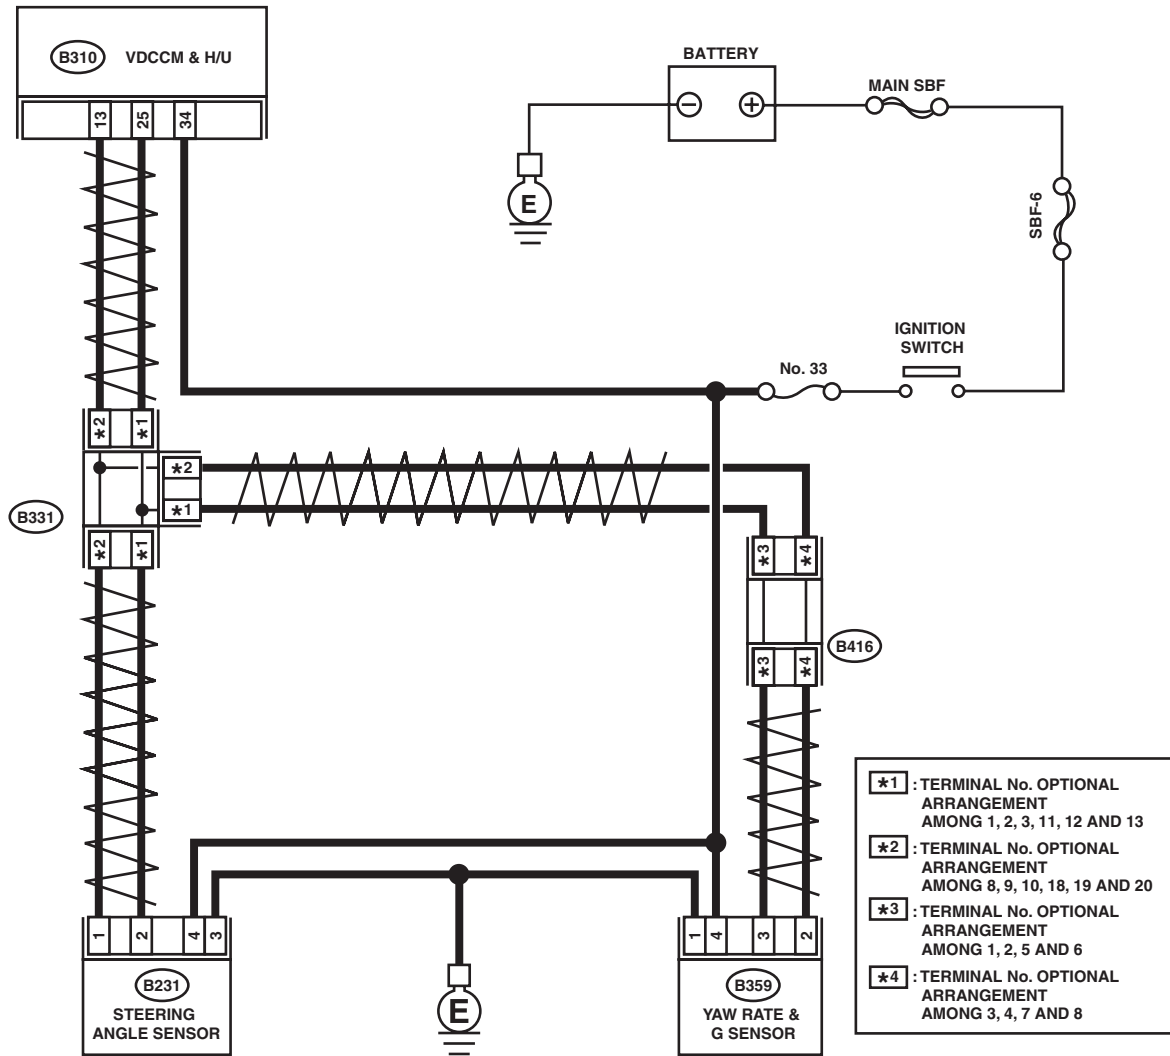 B310 VDCCM & H/U
13 25 34
BATTERY
− +
MAIN SBF
E
SBF-6
IGNITION
SWITCH
No. 33
*2 *1
*2
*1
B331
*2 *1
*3 *4
B416
*3 *4
1 2 4 3
B231
STEERING
ANGLE SENSOR
E
1 4 3 2
B359
YAW RATE &
G SENSOR
*1 : TERMINAL No. OPTIONAL
ARRANGEMENT
AMONG 1, 2, 3, 11, 12 AND 13
*2 : TERMINAL No. OPTIONAL
ARRANGEMENT
AMONG 8, 9, 10, 18, 19 AND 20
*3 : TERMINAL No. OPTIONAL
ARRANGEMENT
AMONG 1, 2, 5 AND 6
*4 : TERMINAL No. OPTIONAL
ARRANGEMENT
AMONG 3, 4, 7 AND 8